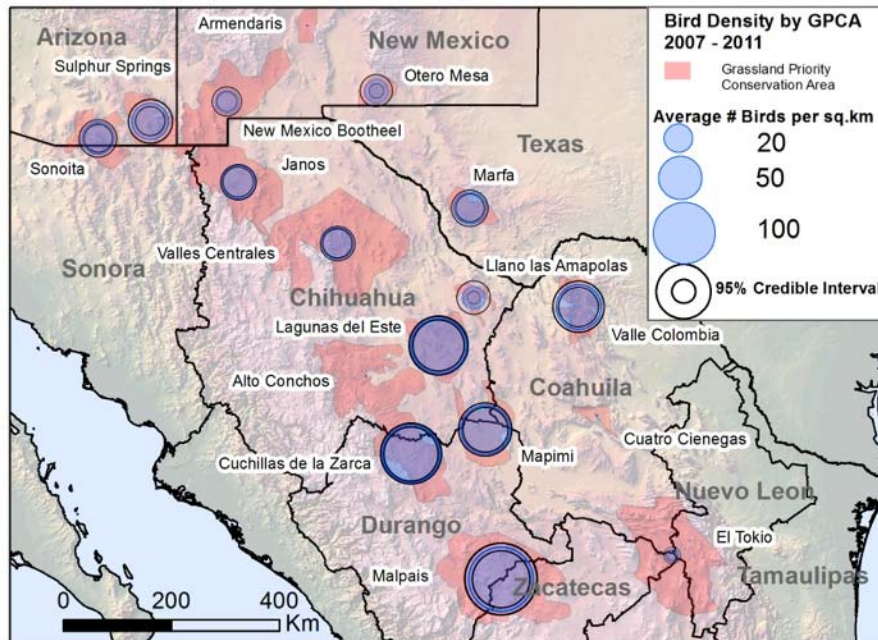 Arizona
Armendaris
New Mexico
Sulphur Springs
Otero Mesa
New Mexico Bootheel
Sonoita
Janos
Texas
Marfa
Valles Centrales
Sonora
Llano las Amapolas
Chihuahua
Lagunas del Este
Valle Colombia
Alto Conchos
Coahuila
Cuatro Cienegas
Cuchillas de la Zarca
Mapimi
Nuevo Leon
Durango
El Tokio
Malpais
Zacatecas
Tamaulipas
0 200 400
Km
Bird Density by GPCA
2007 - 2011
Grassland Priority
Conservation Area
Average # Birds per sq.km
20
50
100
95% Credible Interval